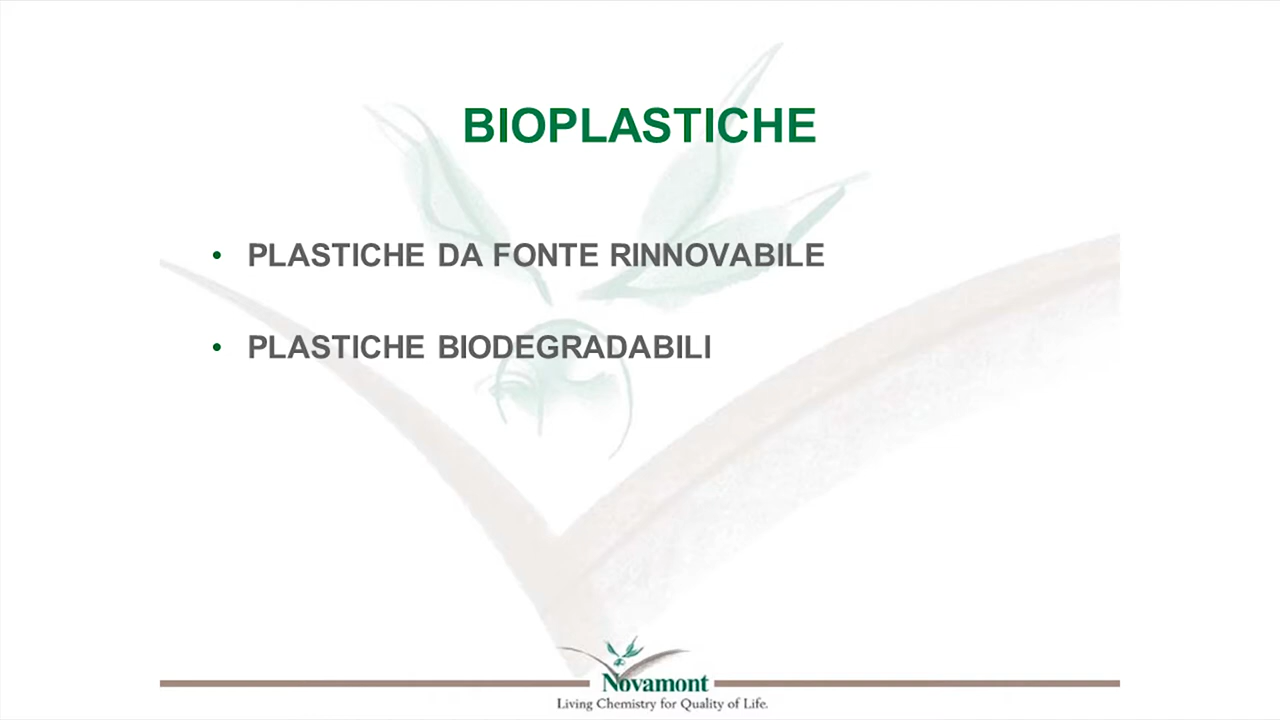 BIOPLASTICHE
• PLASTICHE DA FONTE RINNOVABILE
• PLASTICHE BIODEGRADABILI
Novamont
Living Chemistry for Quality of Life.